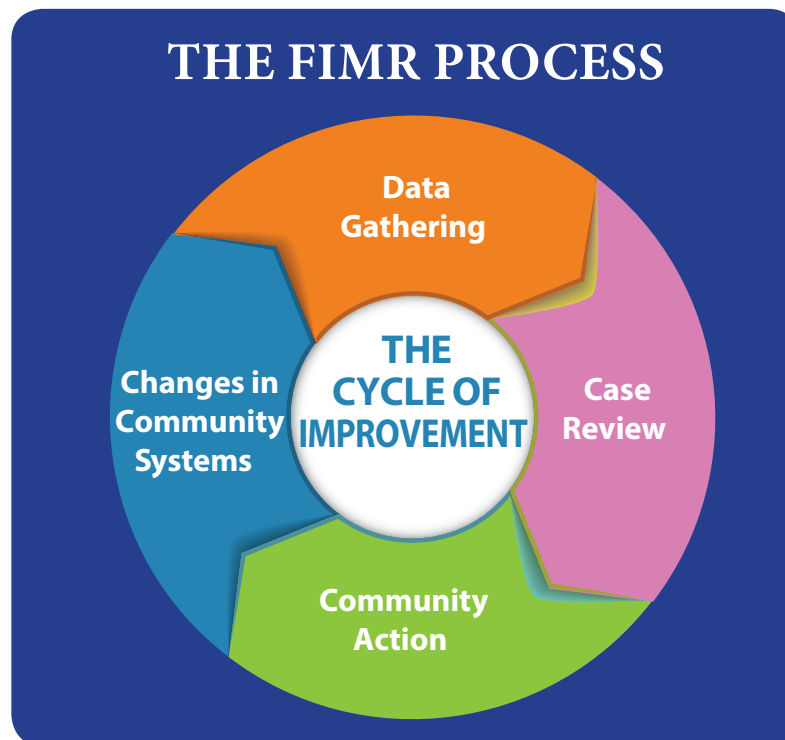 THE FIMR PROCESS
Data
Gathering
Case
Review
Community
Action
Changes in
Community
Systems
THE
CYCLE OF
IMPROVEMENT